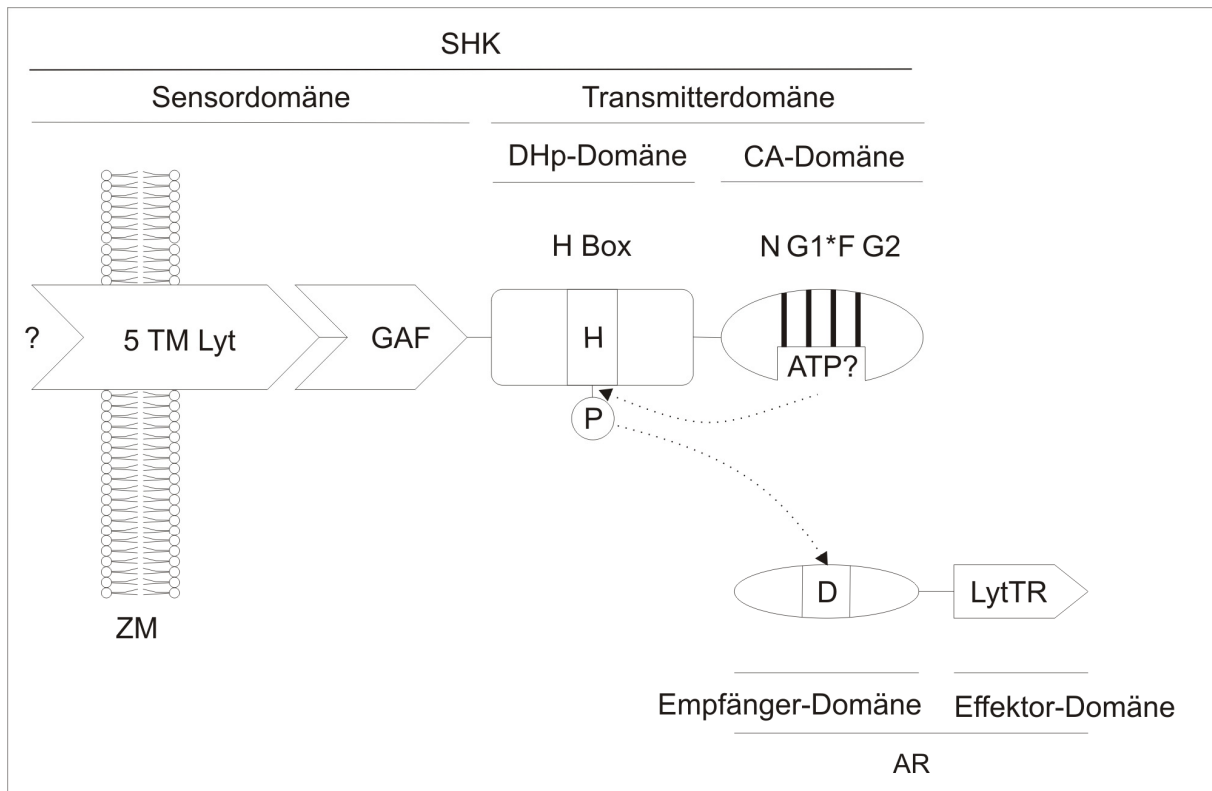 SHK
Sensordomäne Transmitterdomäne
DHp-Domäne CA-Domäne
H Box N G1*F G2
? 5 TM Lyt GAF H
ATP?
P
D LytTR
ZM
Empfänger-Domäne Effektor-Domäne
AR